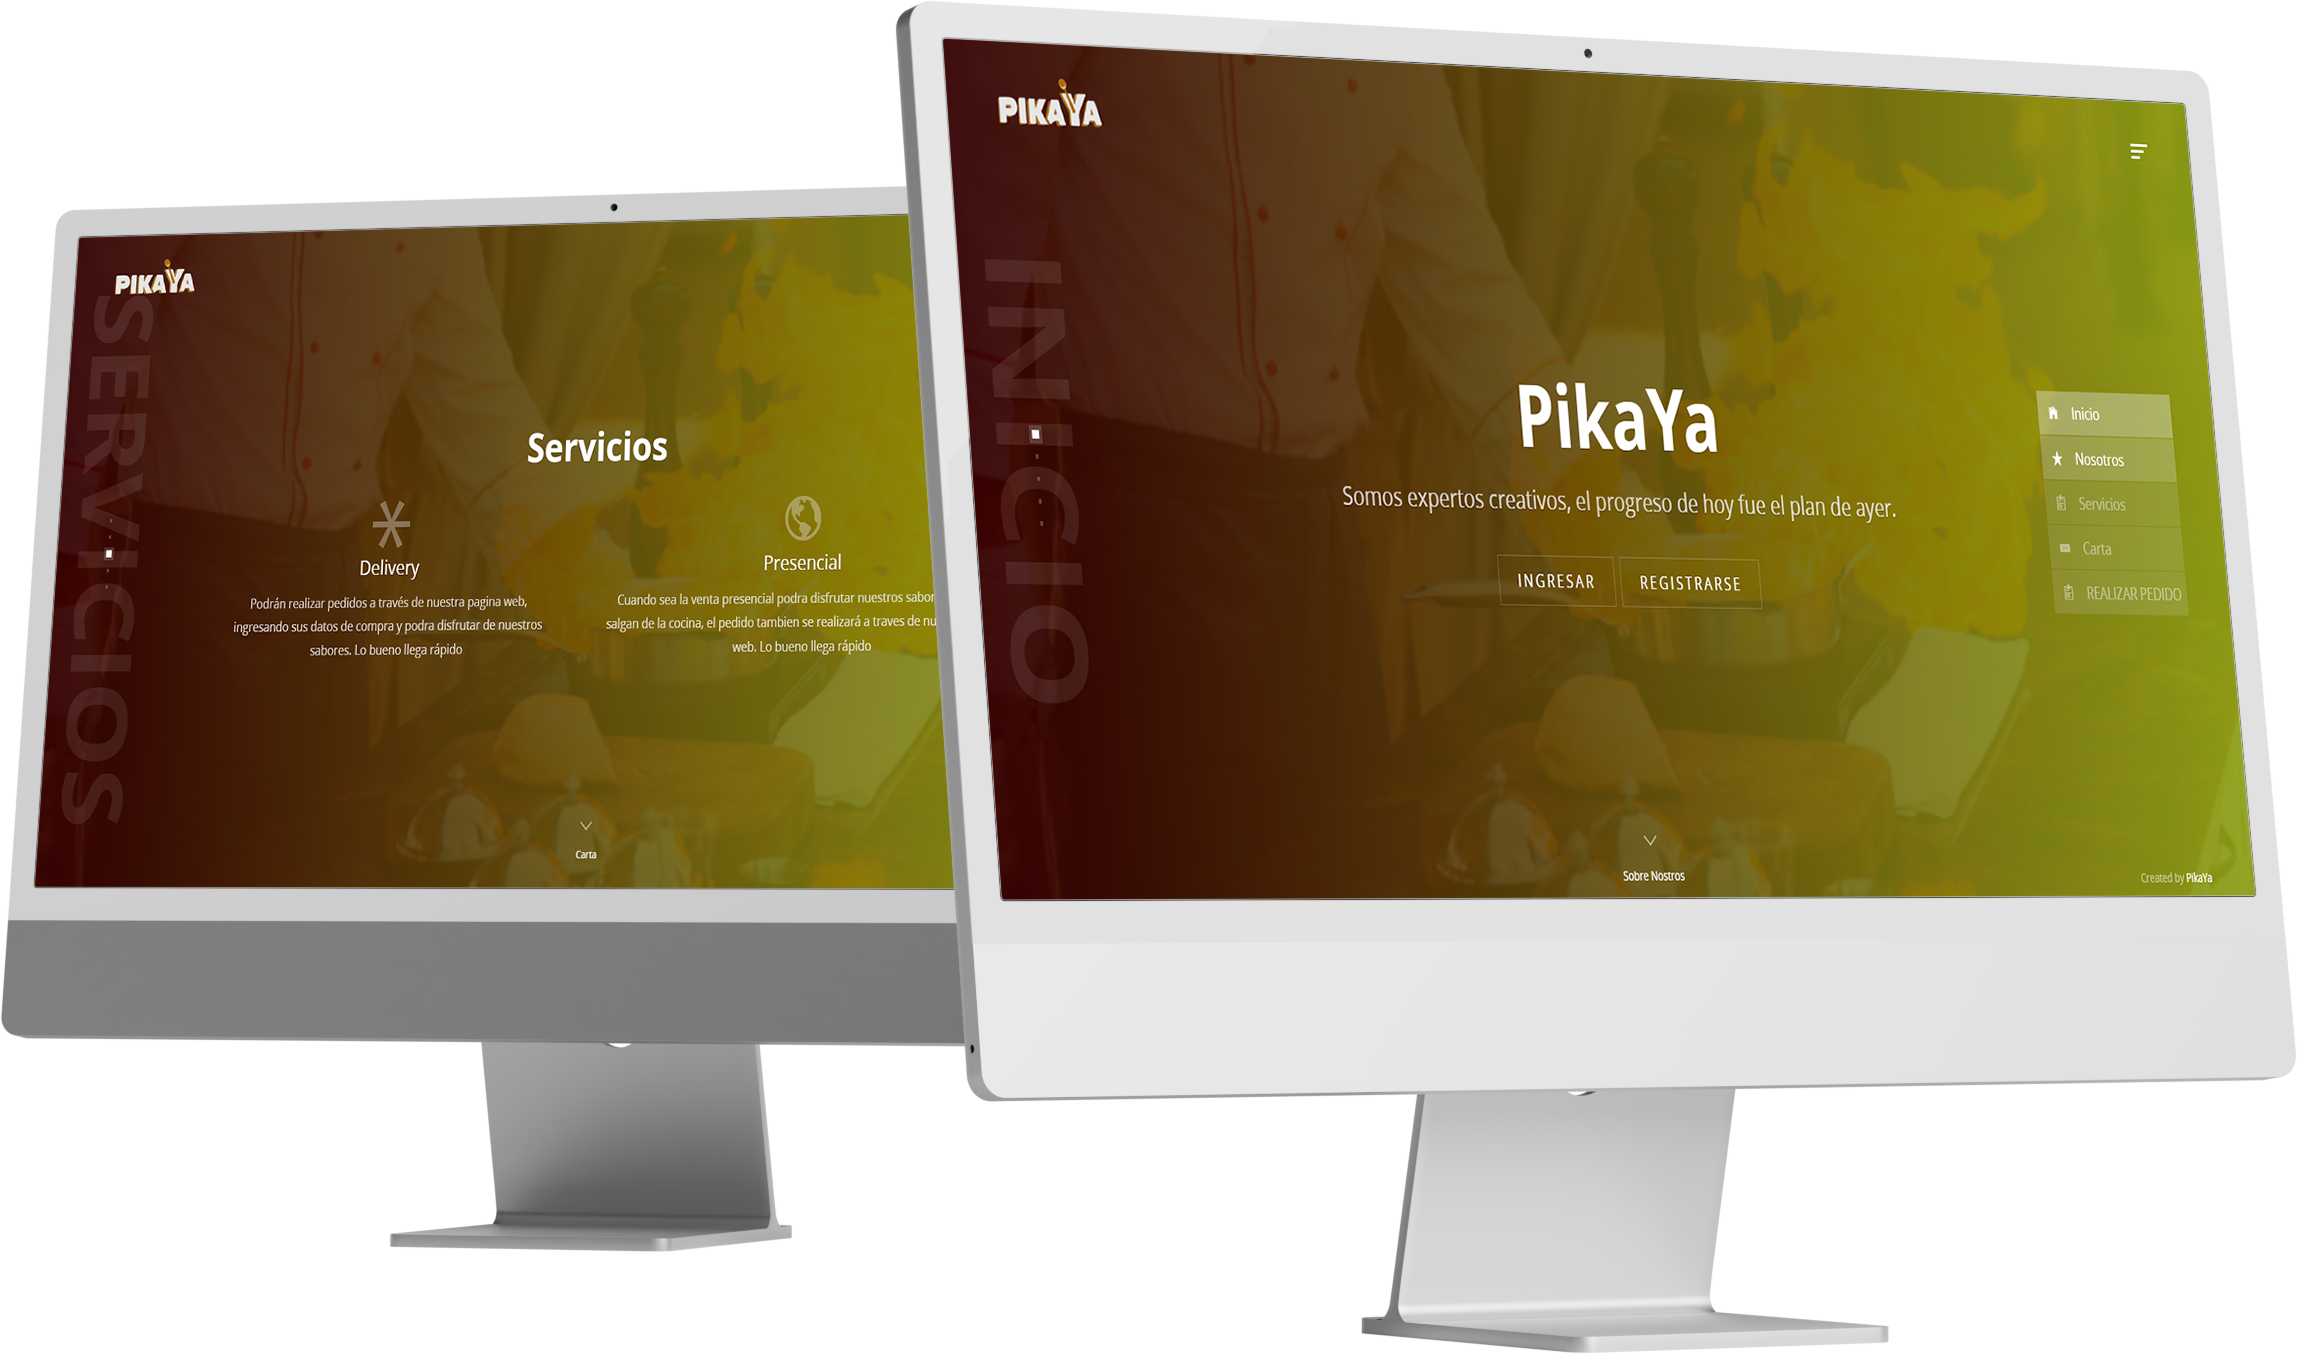 PIKAYA
SERVICIOS
Servicios
Delivery
Podrán realizar pedidos a través de nuestra pagina web,
ingresando sus datos de compra y podra disfrutar de nuestros
sabores. Lo bueno llega rápido
Presencial
Cuando sea la venta presencial podra disfrutar nuestros sabor
salgan de la cocina, el pedido tambien se realizará a traves de nu
web. Lo bueno llega rápido
Carta
PIKAYA
INICIO
PikaYa
Somos expertos creativos, el progreso de hoy fue el plan de ayer.
INGRESAR REGISTRARSE
Inicio
Nosotros
Servicios
Carta
REALIZAR PEDIDO
Sobre Nostros
Created by PikaYa